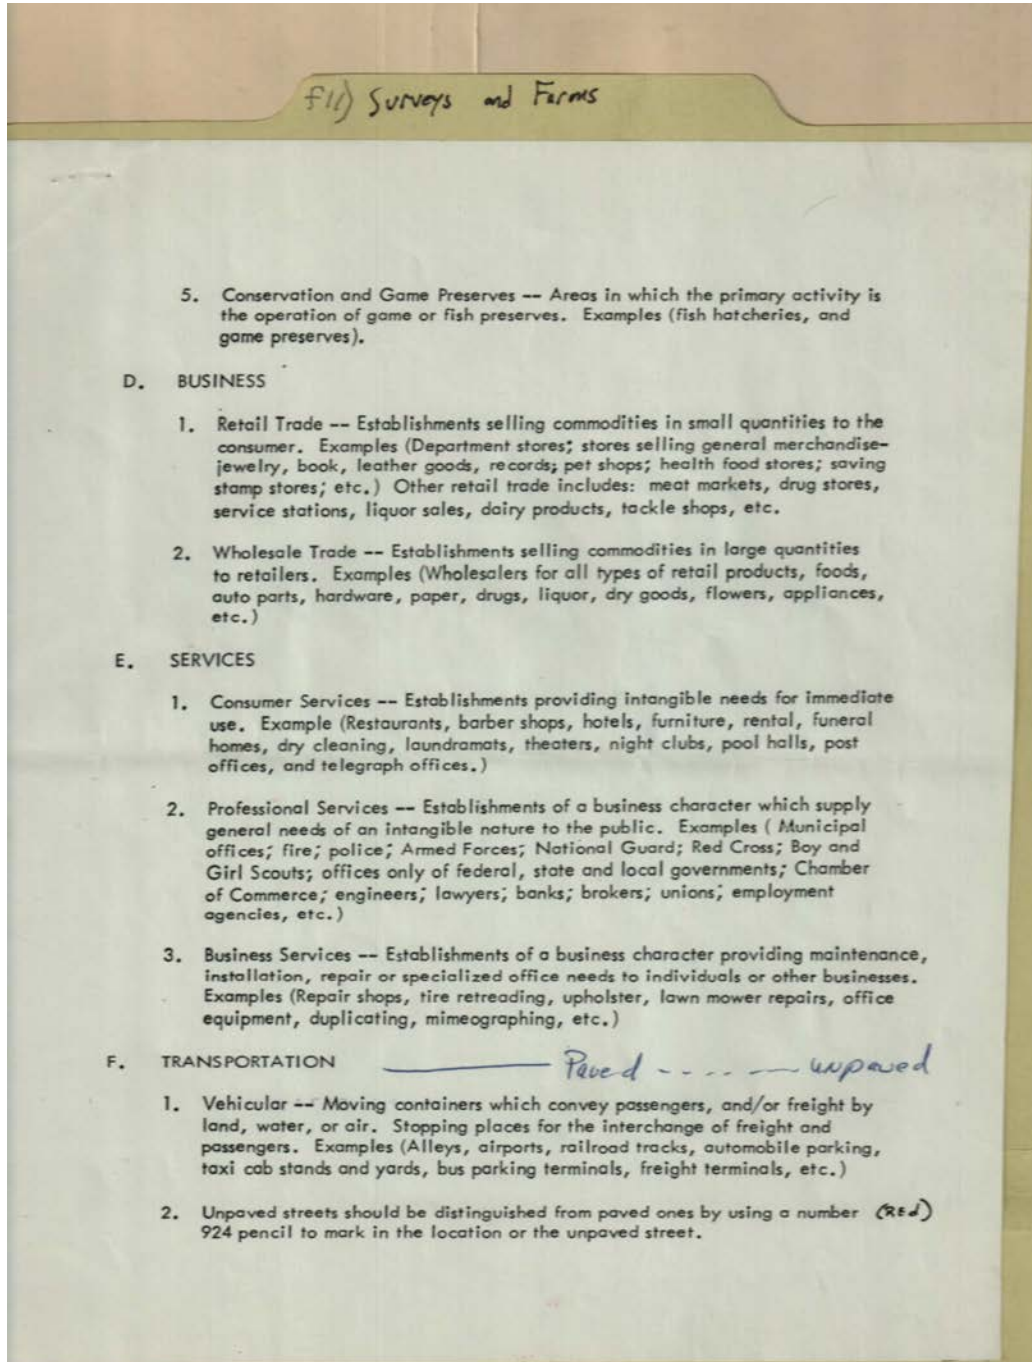 f11) Surveys and Forms
5. Conservation and Game Preserves -- Areas in which the primary activity is
the operation of game or fish preserves. Examples (fish hatcheries, and
game preserves).
D. BUSINESS
1. Retail Trade -- Establishments selling commodities in small quantities to the
consumer. Examples (Department stores; stores selling general merchandise-
jewelry, book, leather goods, records; pet shops; health food stores; saving
stamp stores; etc.) Other retail trade includes: meat markets, drug stores,
service stations, liquor sales, dairy products, tackle shops, etc.
2. Wholesale Trade -- Establishments selling commodities in large quantities
to retailers. Examples (Wholesalers for all types of retail products, foods,
auto parts, hardware, paper, drugs, liquor, dry goods, flowers, appliances,
etc.)
E. SERVICES
1. Consumer Services -- Establishments providing intangible needs for immediate
use. Example (Restaurants, barber shops, hotels, furniture, rental, funeral
homes, dry cleaning, laundramats, theaters, night clubs, pool halls, post
offices, and telegraph offices.)
2. Professional Services -- Establishments of a business character which supply
general needs of an intangible nature to the public. Examples ( Municipal
offices; fire; police; Armed Forces; National Guard; Red Cross; Boy and
Girl Scouts; offices only of federal, state and local governments; Chamber
of Commerce; engineers; lawyers; banks; brokers; unions; employment
agencies, etc.)
3. Business Services -- Establishments of a business character providing maintenance,
installation, repair or specialized office needs to individuals or other businesses.
Examples (Repair shops, tire retreading, upholster, lawn mower repairs, office
equipment, duplicating, mimeographing, etc.)
F. TRANSPORTATION ——— Paved - - - - — unpaved
1. Vehicular -- Moving containers which convey passengers, and/or freight by
land, water, or air. Stopping places for the interchange of freight and
passengers. Examples (Alleys, airports, railroad tracks, automobile parking,
taxi cab stands and yards, bus parking terminals, freight terminals, etc.)
2. Unpaved streets should be distinguished from paved ones by using a number (REd)
924 pencil to mark in the location or the unpaved street.